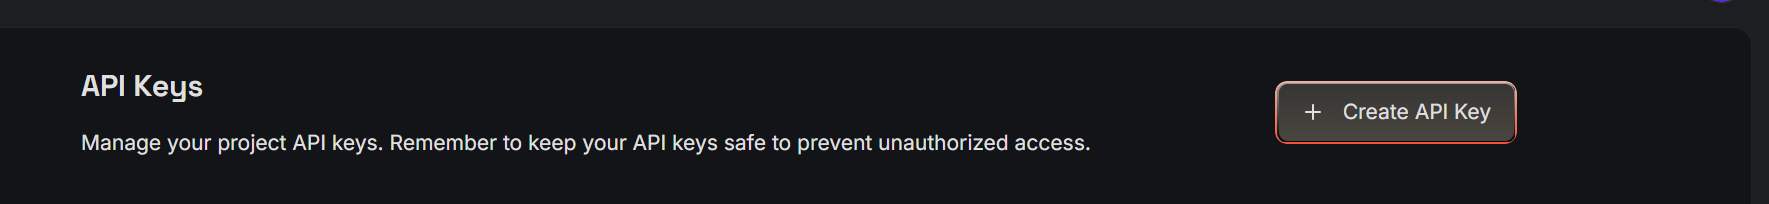 API Keys
Manage your project API keys. Remember to keep your API keys safe to prevent unauthorized access.
+ Create API Key